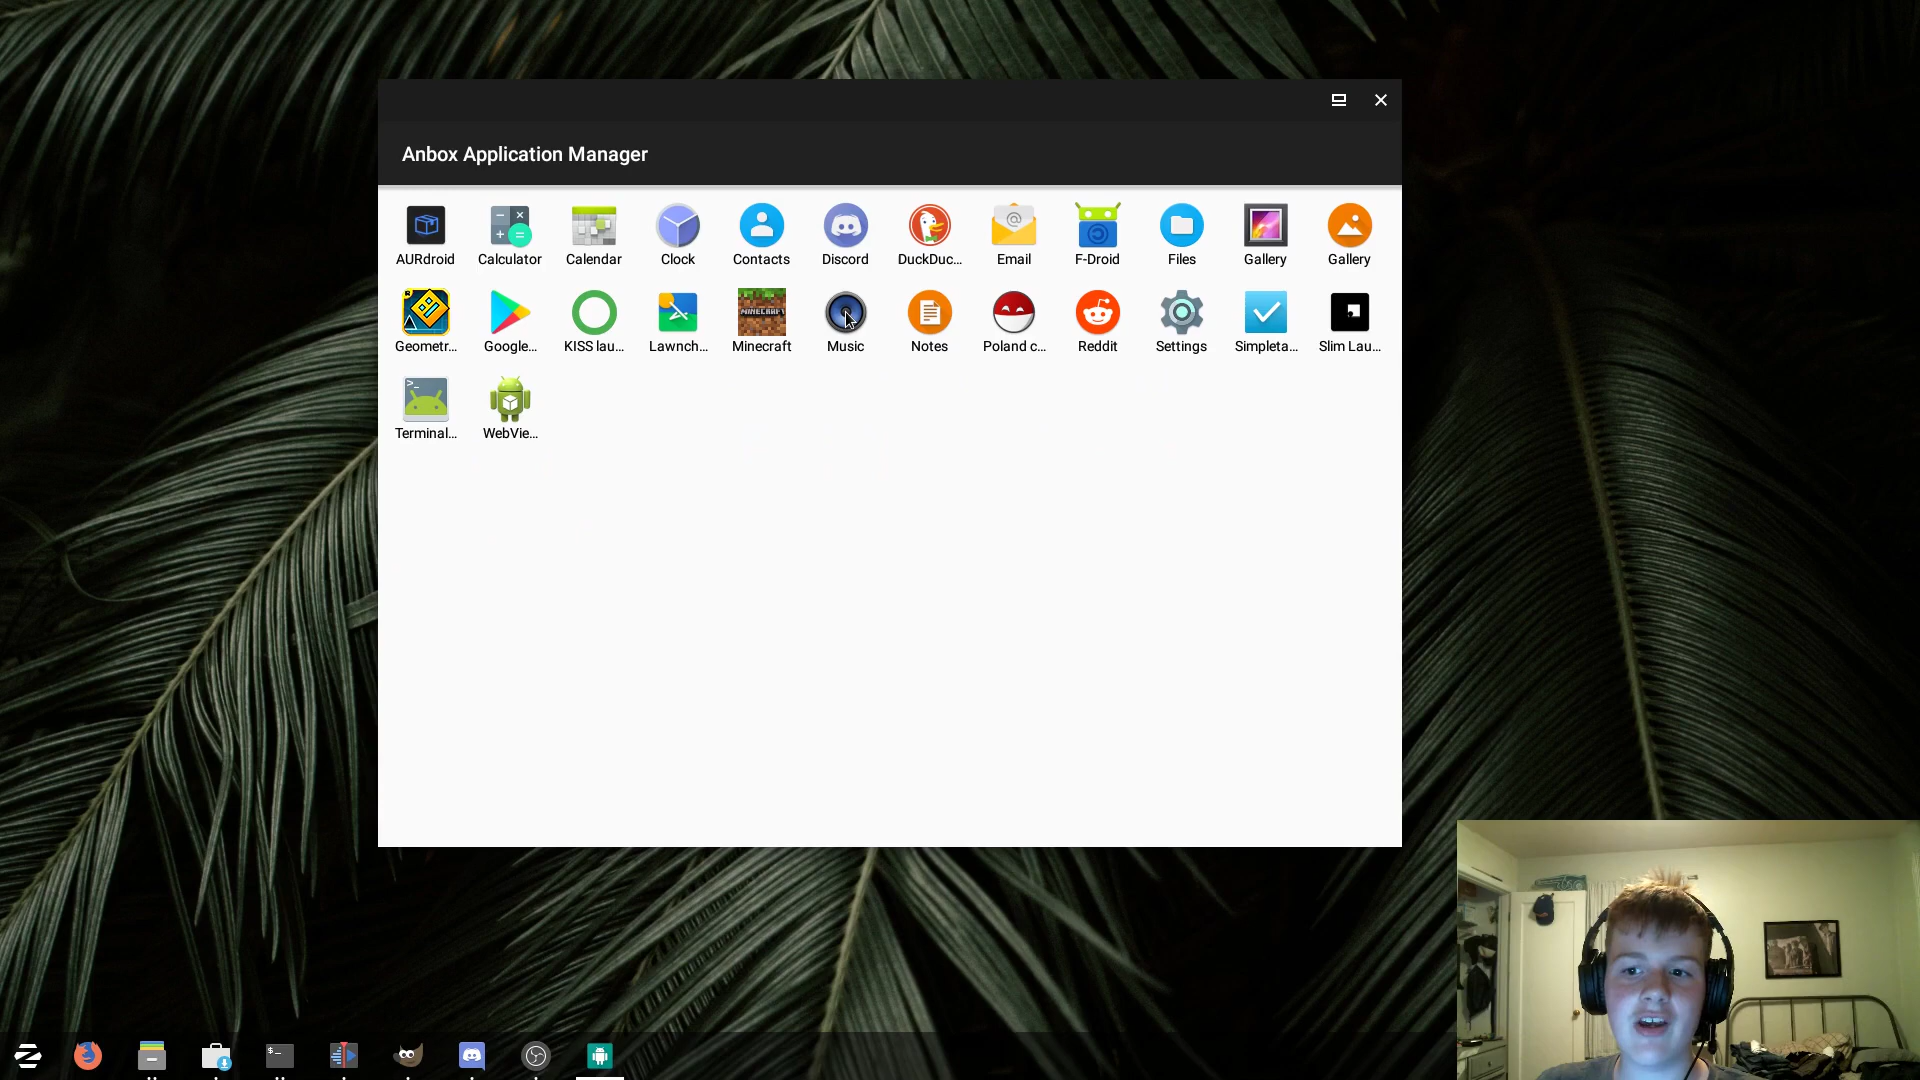 Anbox Application Manager
AURdroid Calculator Calendar Clock Contacts Discord DuckDuc... Email F-Droid Files Gallery Gallery
MINECRAFT
Geometr... Google... KISS lau... Lawnch... Minecraft Music Notes Poland c... Reddit Settings Simpleta... Slim Lau...
>_
Terminal... WebVie...
$_